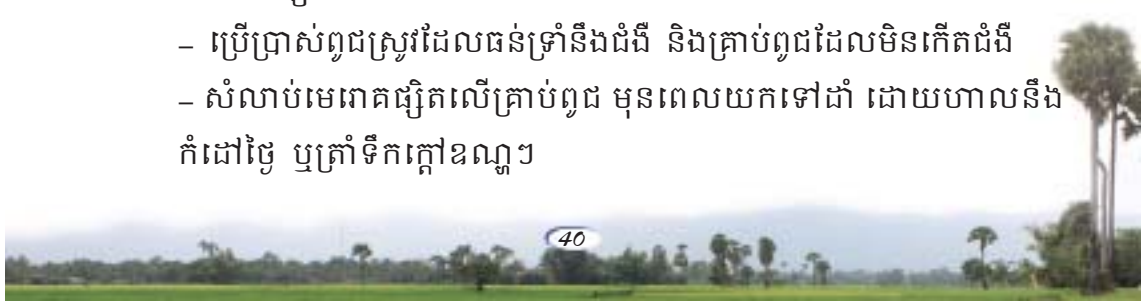 – ប្រើប្រាស់ពូជស្រូវដែលធន់ទ្រាំនឹងជំងឺ និងគ្រាប់ពូជដែលមិនកើតជំងឺ
– សំលាប់មេរោគផ្សិតលើគ្រាប់ពូជ មុនពេលយកទៅដាំ ដោយហាលនឹង
កំដៅថ្ងៃ ឬត្រាំទឹកក្តៅឧណ្ហៗ
40